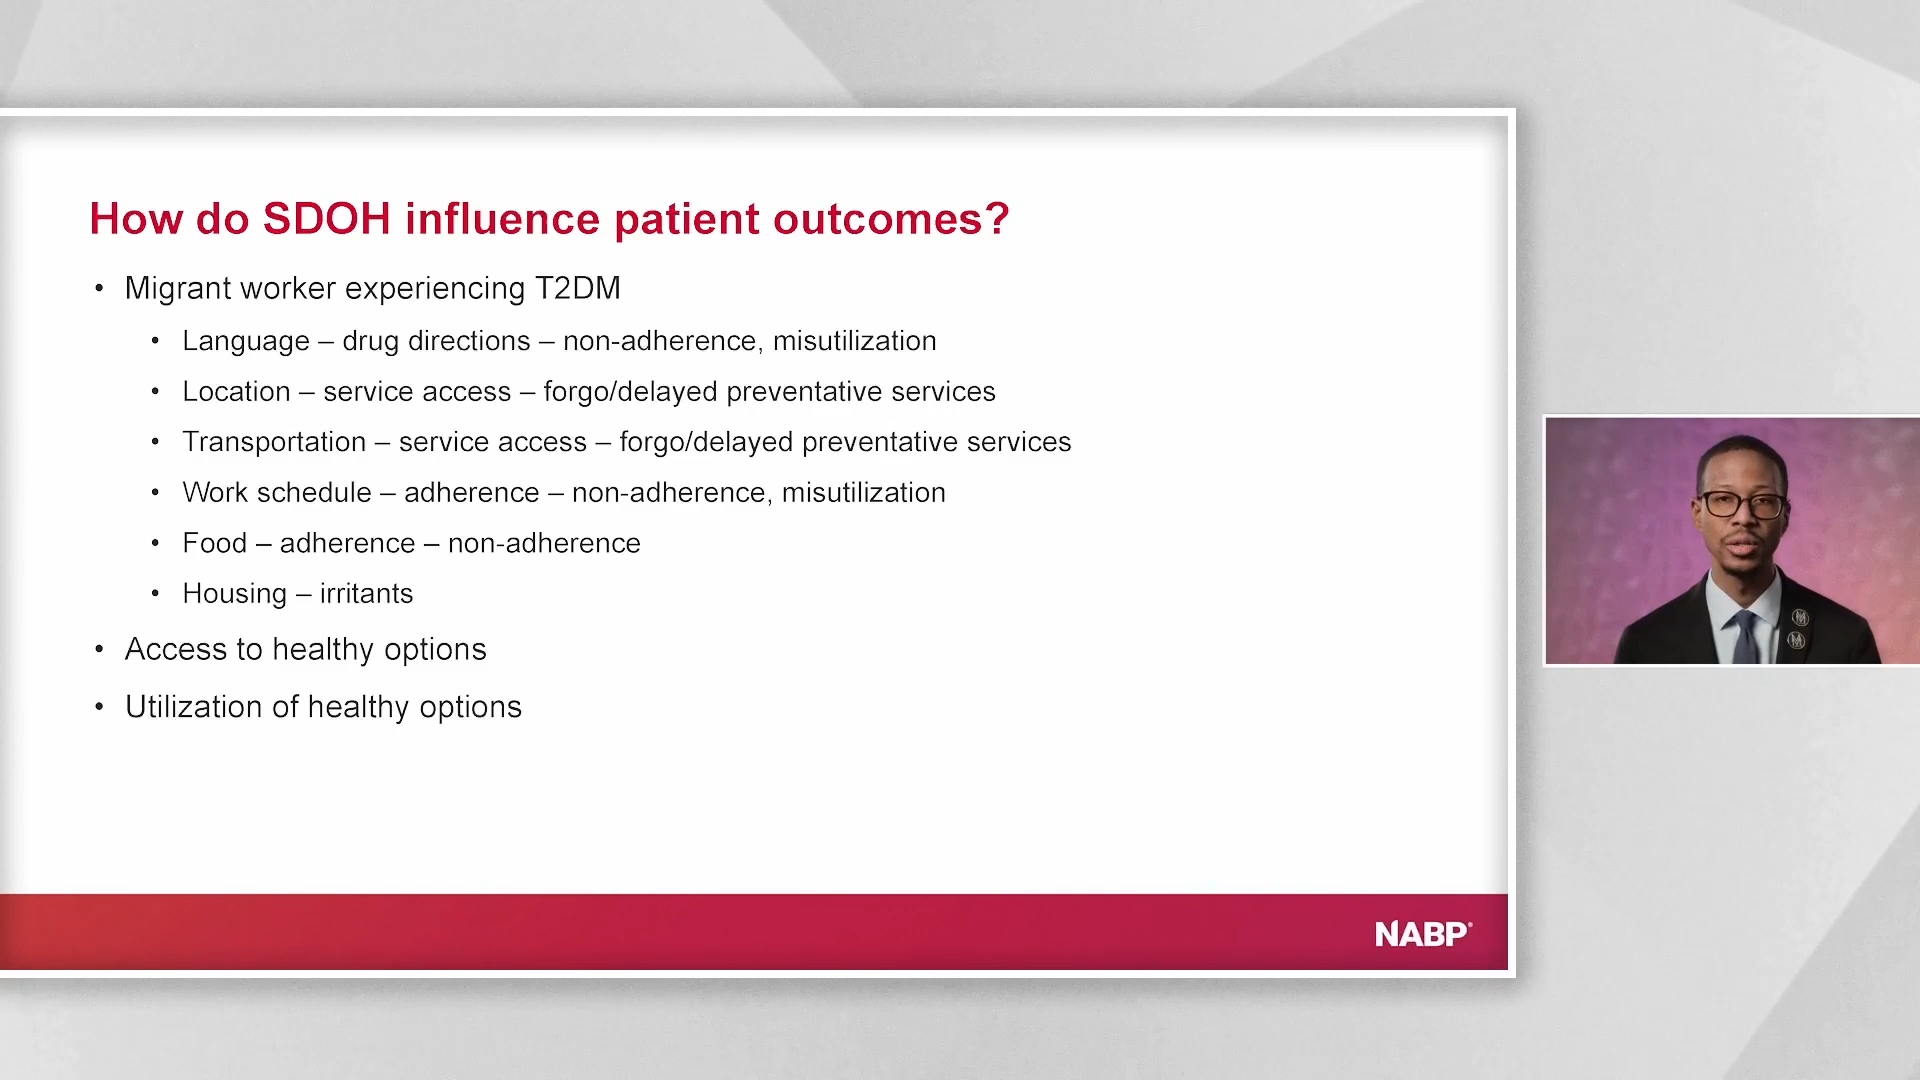 How do SDOH influence patient outcomes?
• Migrant worker experiencing T2DM
• Language – drug directions – non-adherence, misutilization
• Location – service access – forgo/delayed preventative services
• Transportation – service access – forgo/delayed preventative services
• Work schedule – adherence – non-adherence, misutilization
• Food – adherence – non-adherence
• Housing – irritants
• Access to healthy options
• Utilization of healthy options
NABP®